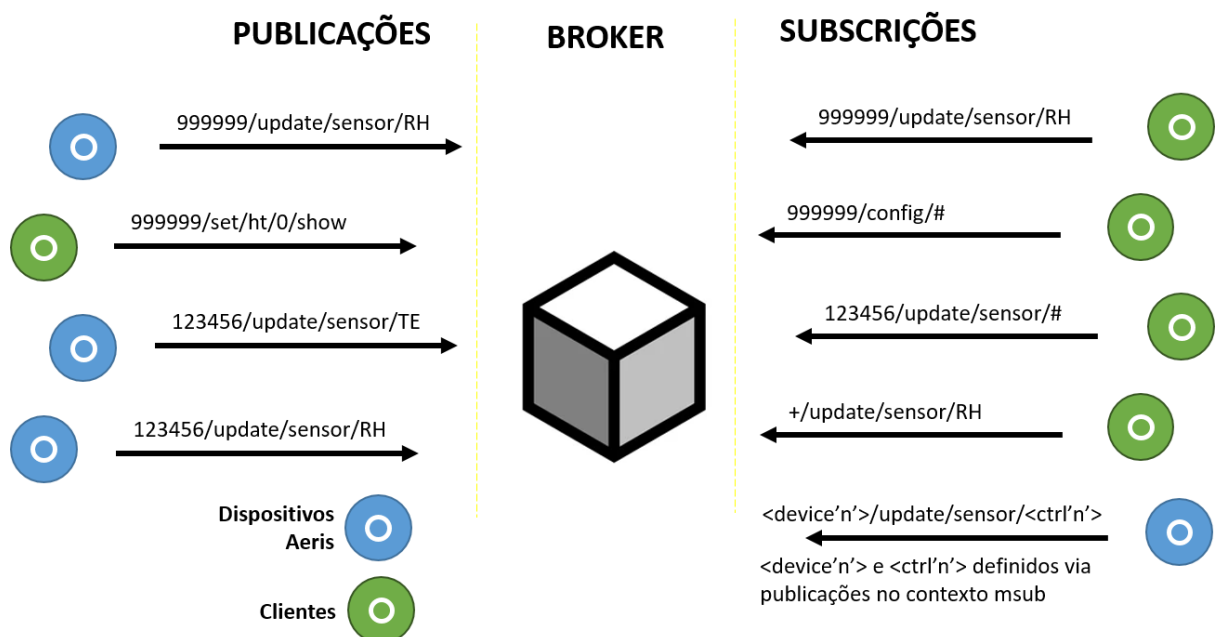 PUBLICAÇÕES
BROKER
SUBSCRIÇÕES
999999/update/sensor/RH
999999/set/ht/0/show
123456/update/sensor/TE
123456/update/sensor/RH
Dispositivos
Aeris
Clientes
999999/update/sensor/RH
999999/config/#
123456/update/sensor/#
+/update/sensor/RH
<device’n’>/update/sensor/<ctrl’n’>
<device’n’> e <ctrl’n’> definidos via
publicações no contexto msub